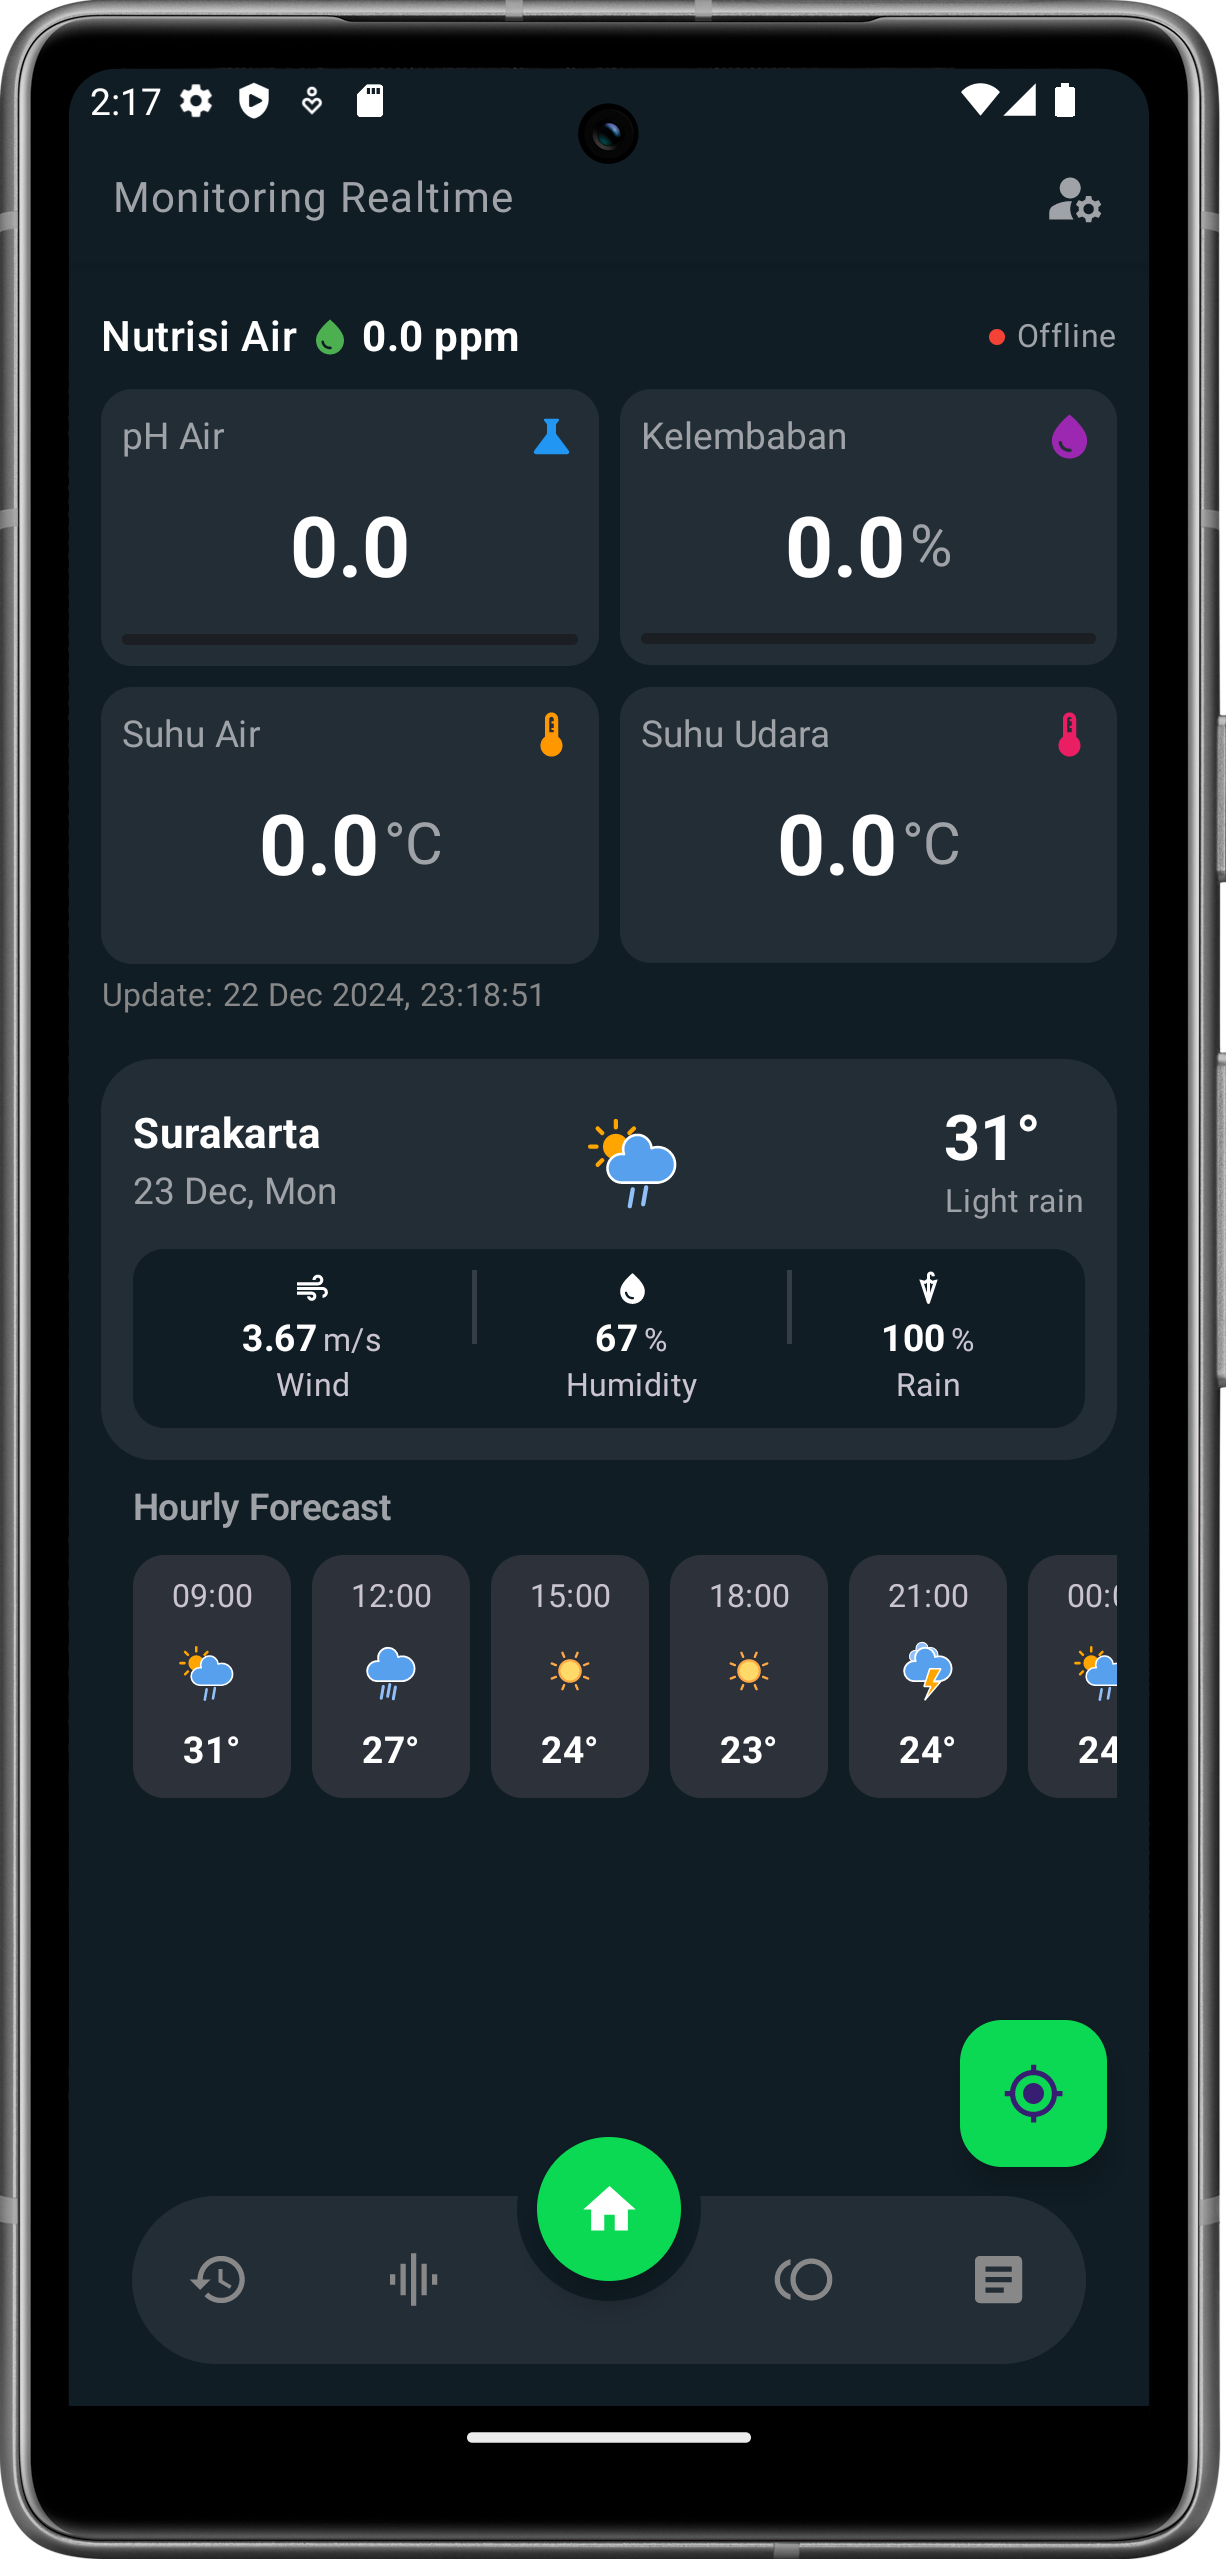 2:17
Monitoring Realtime
Nutrisi Air 0.0 ppm Offline
pH Air Kelembaban
0.0 0.0%
Suhu Air Suhu Udara
0.0°C 0.0°C
Update: 22 Dec 2024, 23:18:51
Surakarta 31°
23 Dec, Mon Light rain
3.67 m/s 67 % 100 %
Wind Humidity Rain
Hourly Forecast
09:00 12:00 15:00 18:00 21:00
31° 27° 24° 23° 24° 24